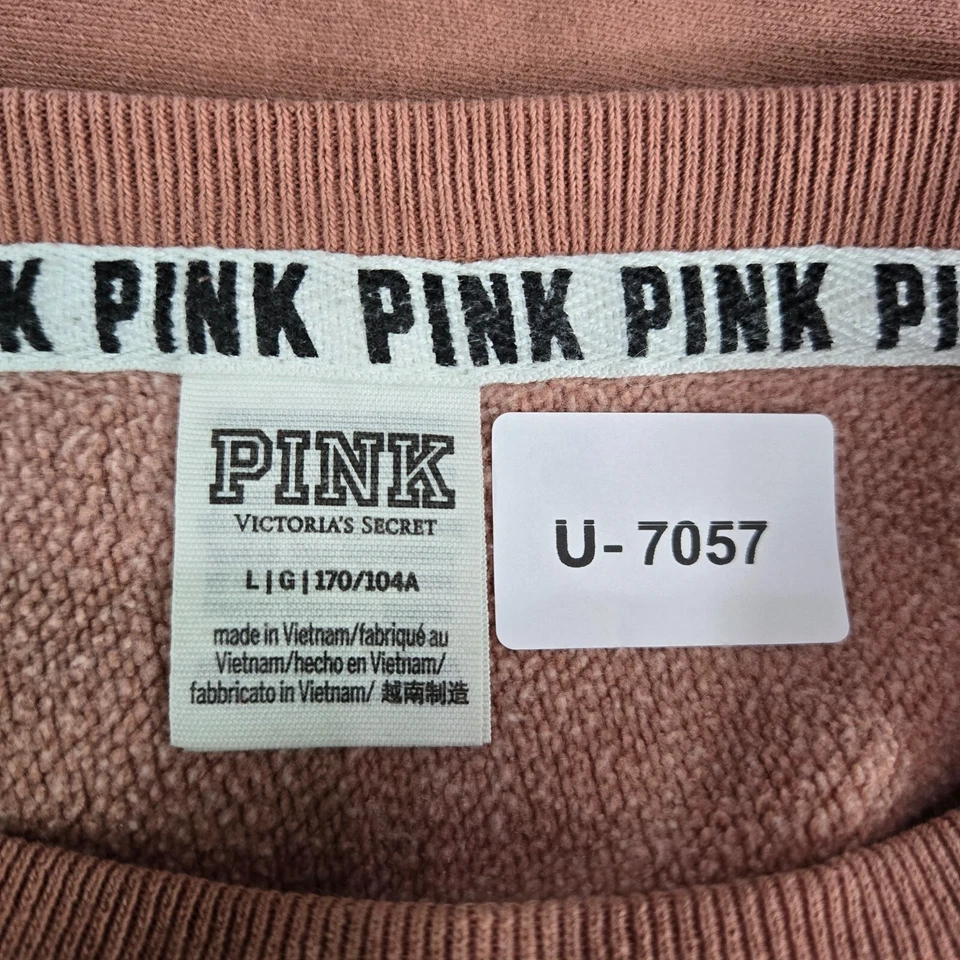 K PINK PINK PINK PI
PINK
VICTORIA'S SECRET
L | G | 170/104A
made in Vietnam/fabriqué au
Vietnam/hecho en Vietnam/
fabbricato in Vietnam/ 越南制造
U- 7057